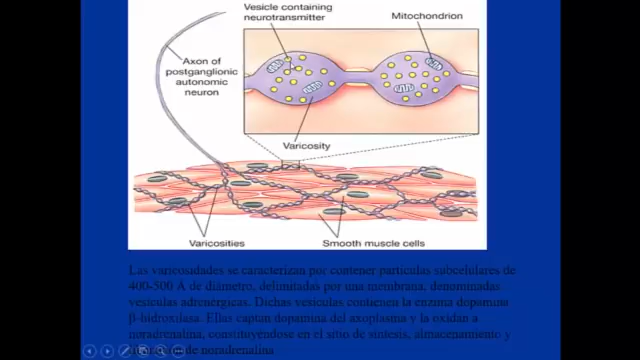 Vesicle containing
neurotransmitter
Mitochondrion
Axon of
postganglionic
autonomic
neuron
Varicosity
Varicosities
Smooth muscle cells
Las varicosidades se caracterizan por contener partículas subcelulares de
400-500 Å de diámetro, delimitadas por una membrana, denominadas
vesículas adrenérgicas. Dichas vesículas contienen la enzima dopamina
β-hidroxilasa. Ellas captan dopamina del axoplasma y la oxidan a
noradrenalina, constituyéndose en el sitio de síntesis, almacenamiento y
de noradrenalina